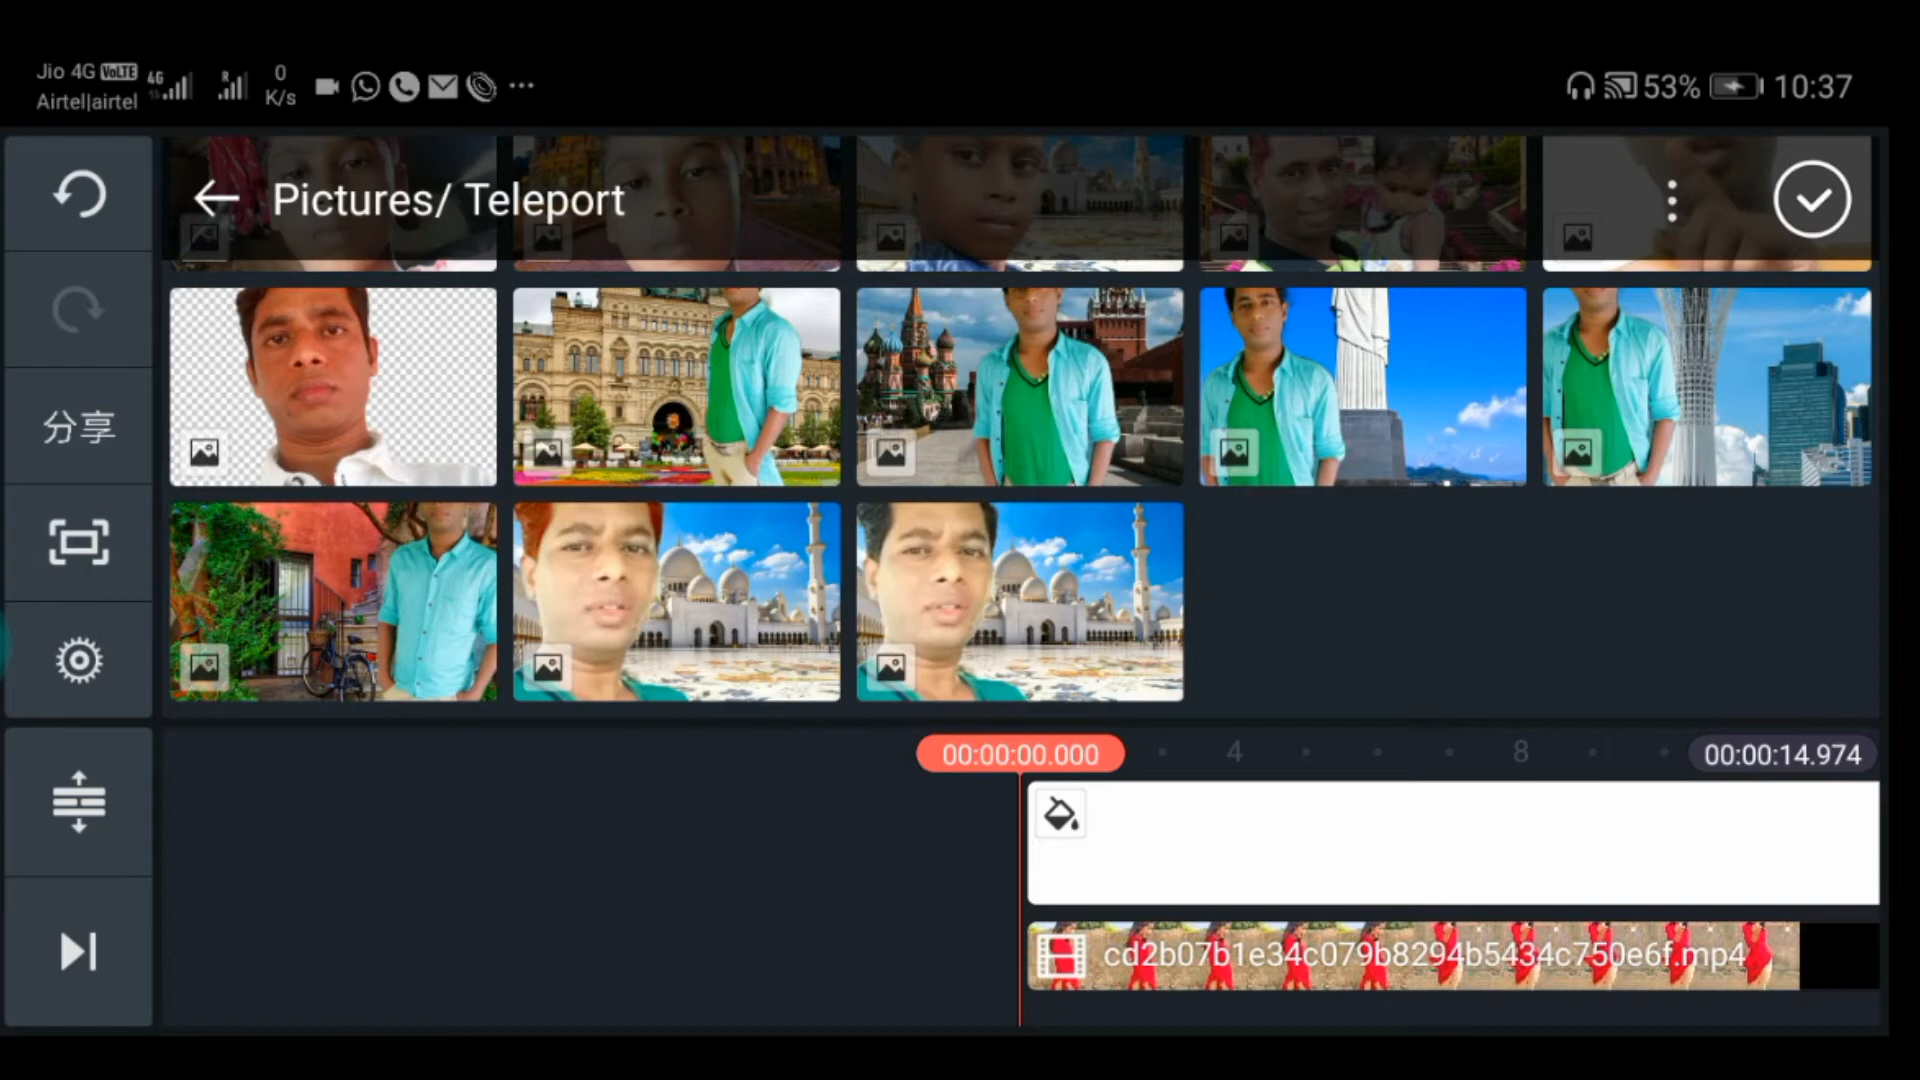 Jio 4G VoLTE
Airtel|airtel
4G
R
0
K/s
53%
10:37
Pictures/ Teleport
分享
00:00:00.000
4
8
00:00:14.974
cd2b07b1e34c079b8294b5434c750e6f.mp4